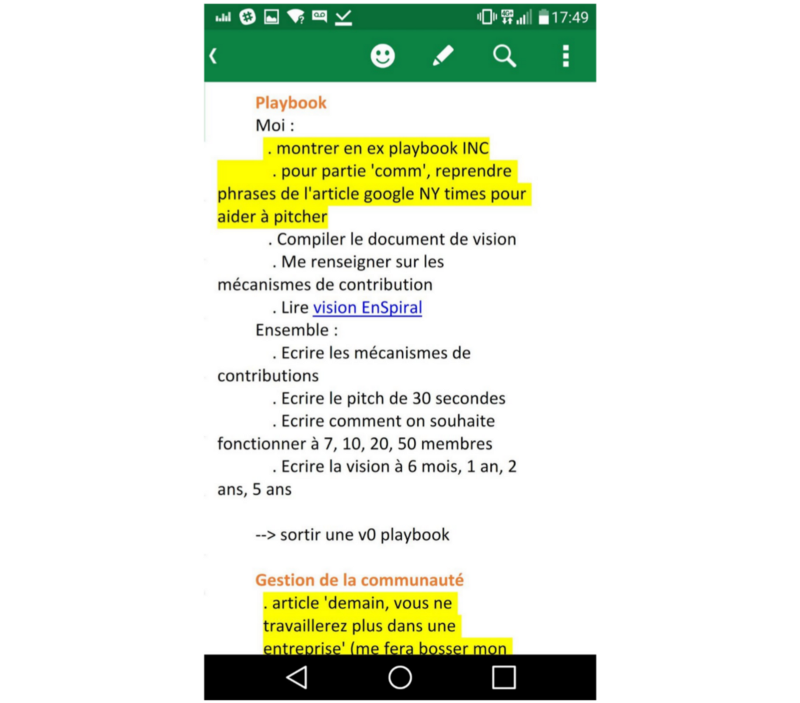 17:49
Playbook
Moi :
. montrer en ex playbook INC
. pour partie 'comm', reprendre
phrases de l'article google NY times pour
aider à pitcher
. Compiler le document de vision
. Me renseigner sur les
mécanismes de contribution
. Lire vision EnSpiral
Ensemble :
. Ecrire les mécanismes de
contributions
. Ecrire le pitch de 30 secondes
. Ecrire comment on souhaite
fonctionner à 7, 10, 20, 50 membres
. Ecrire la vision à 6 mois, 1 an, 2
ans, 5 ans
--> sortir une v0 playbook
Gestion de la communauté
. article 'demain, vous ne
travaillerez plus dans une
entreprise' (me fera bosser mon